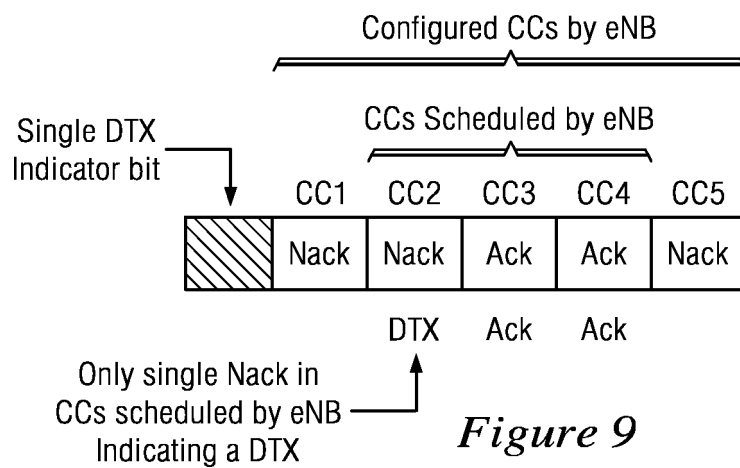 Configured CCs by eNB
CCs Scheduled by eNB
Single DTX
Indicator bit
CC1 CC2 CC3 CC4 CC5
Nack Nack Ack Ack Nack
DTX Ack Ack
Only single Nack in
CCs scheduled by eNB
Indicating a DTX
Figure 9